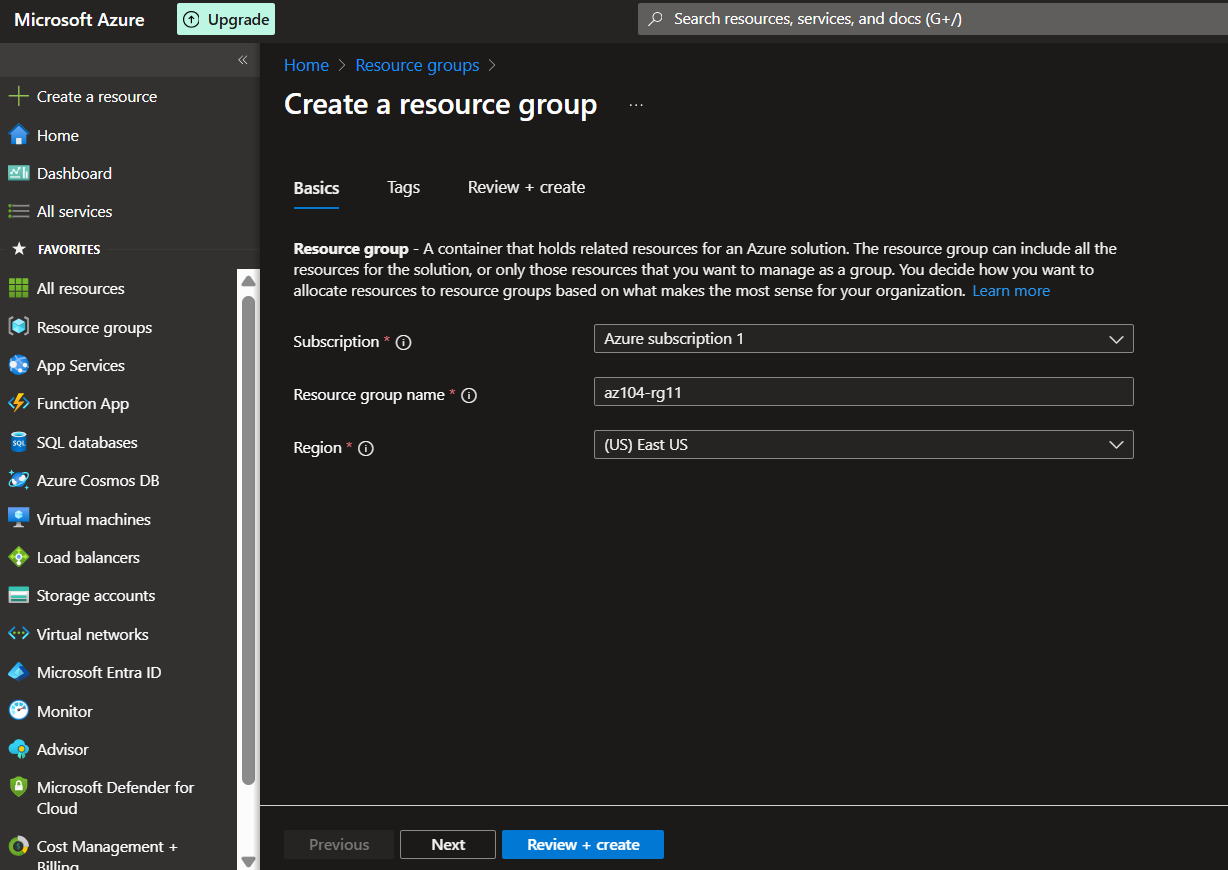 Microsoft Azure
Upgrade
Search resources, services, and docs (G+/)
«
Create a resource
Home
Dashboard
All services
FAVORITES
All resources
Resource groups
App Services
Function App
SQL databases
Azure Cosmos DB
Virtual machines
Load balancers
Storage accounts
Virtual networks
Microsoft Entra ID
Monitor
Advisor
Microsoft Defender for
Cloud
Cost Management +
Billing
Home > Resource groups >
Create a resource group ...
Basics Tags Review + create
Resource group - A container that holds related resources for an Azure solution. The resource group can include all the
resources for the solution, or only those resources that you want to manage as a group. You decide how you want to
allocate resources to resource groups based on what makes the most sense for your organization. Learn more
Subscription * Azure subscription 1
Resource group name * az104-rg11
Region * (US) East US
Previous Next Review + create